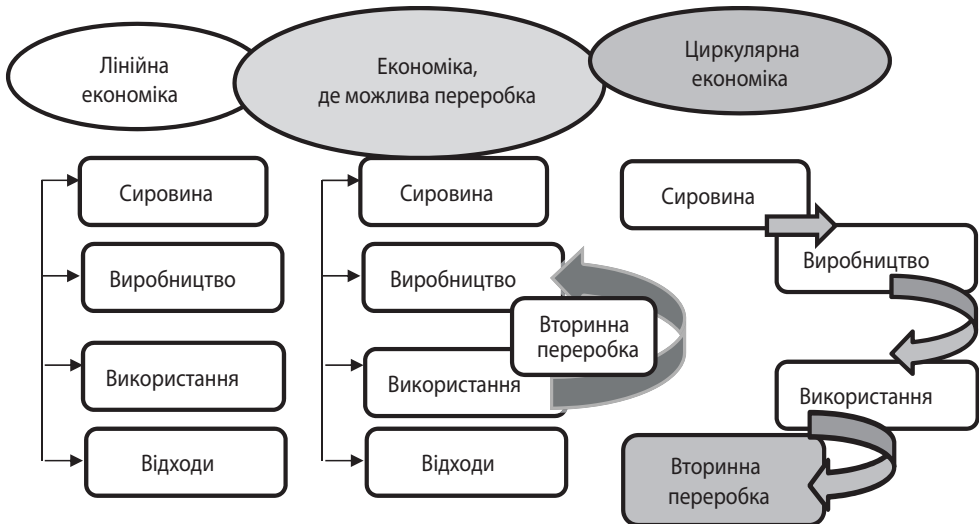 Лінійна
економіка
Економіка,
де можлива переробка
Циркулярна
економіка
Сировина
Виробництво
Використання
Відходи
Сировина
Виробництво
Вторинна
переробка
Використання
Відходи
Сировина
Виробництво
Використання
Вторинна
переробка